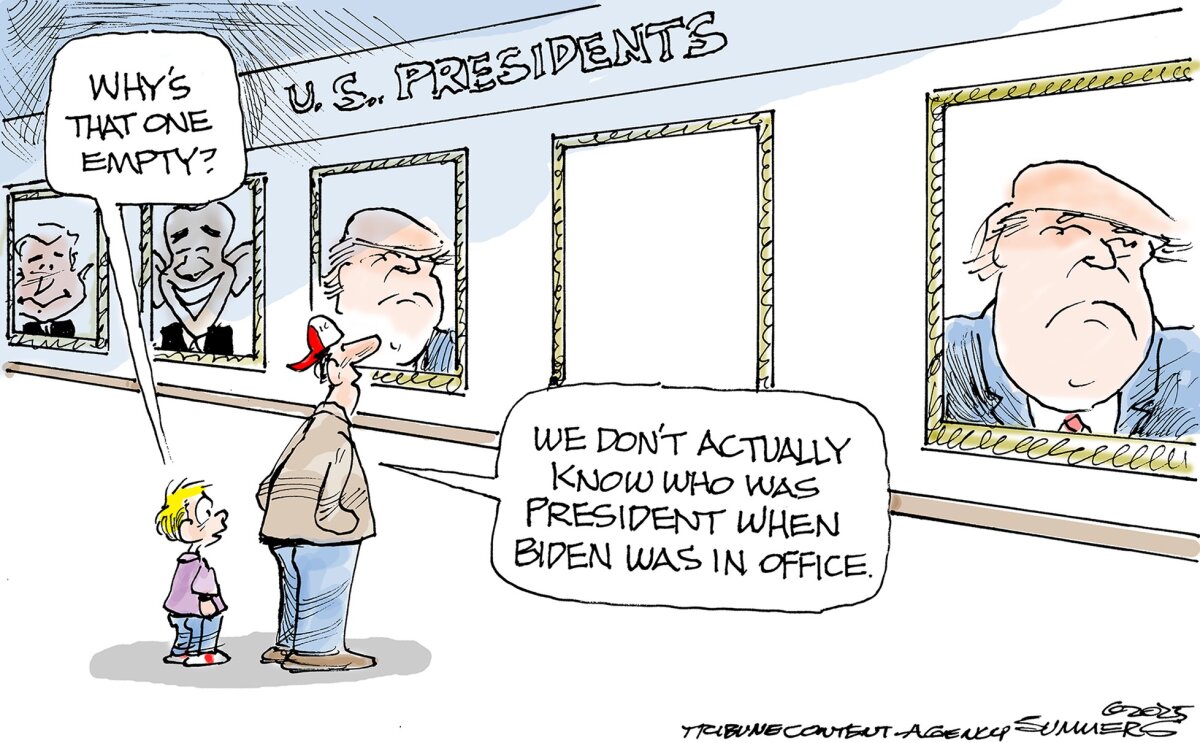 U.S. PRESIDENTS
WHY'S
THAT ONE
EMPTY?
WE DON'T ACTUALLY
KNOW WHO WAS
PRESIDENT WHEN
BIDEN WAS IN OFFICE.
©2025
TRIBUNE CONTENT AGENCY SUMMERS